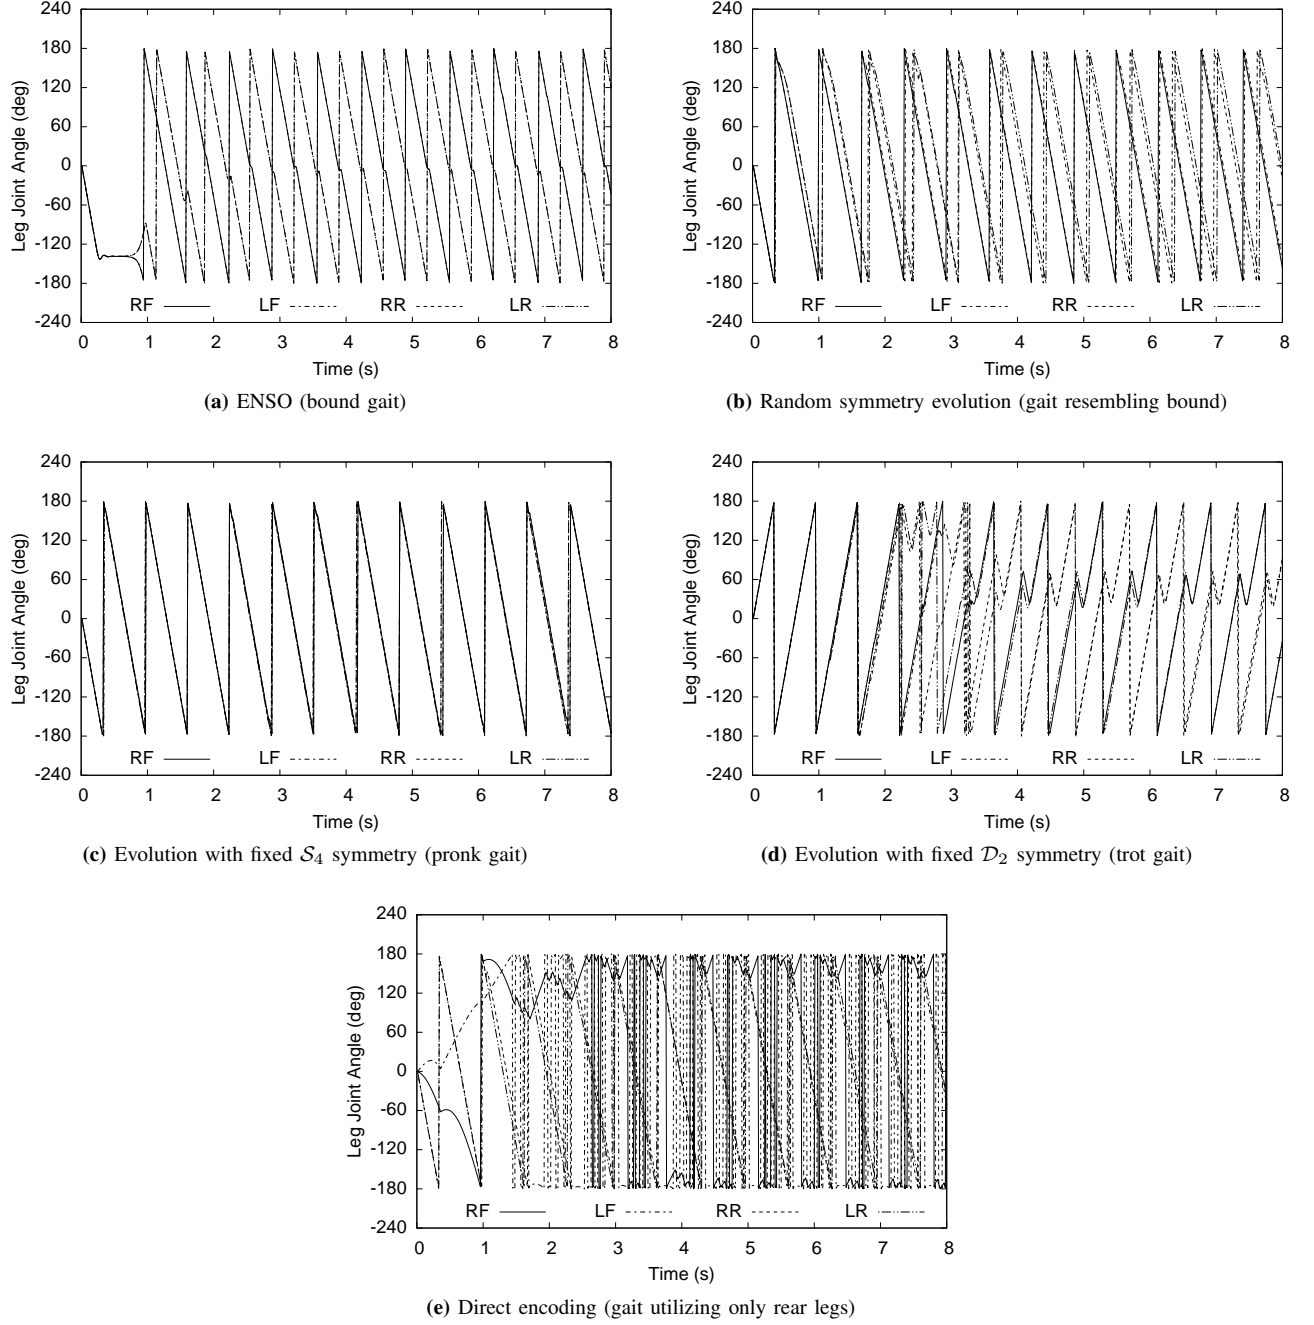 240
180
120
60
0
-60
-120
-180
-240
Leg Joint Angle (deg)
RF LF RR LR
0 1 2 3 4 5 6 7 8
Time (s)
(a) ENSO (bound gait)
240
180
120
60
0
-60
-120
-180
-240
Leg Joint Angle (deg)
RF LF RR LR
0 1 2 3 4 5 6 7 8
Time (s)
(b) Random symmetry evolution (gait resembling bound)
240
180
120
60
0
-60
-120
-180
-240
Leg Joint Angle (deg)
RF LF RR LR
0 1 2 3 4 5 6 7 8
Time (s)
(c) Evolution with fixed S₄ symmetry (pronk gait)
240
180
120
60
0
-60
-120
-180
-240
Leg Joint Angle (deg)
RF LF RR LR
0 1 2 3 4 5 6 7 8
Time (s)
(d) Evolution with fixed D₂ symmetry (trot gait)
240
180
120
60
0
-60
-120
-180
-240
Leg Joint Angle (deg)
RF LF RR LR
0 1 2 3 4 5 6 7 8
Time (s)
(e) Direct encoding (gait utilizing only rear legs)